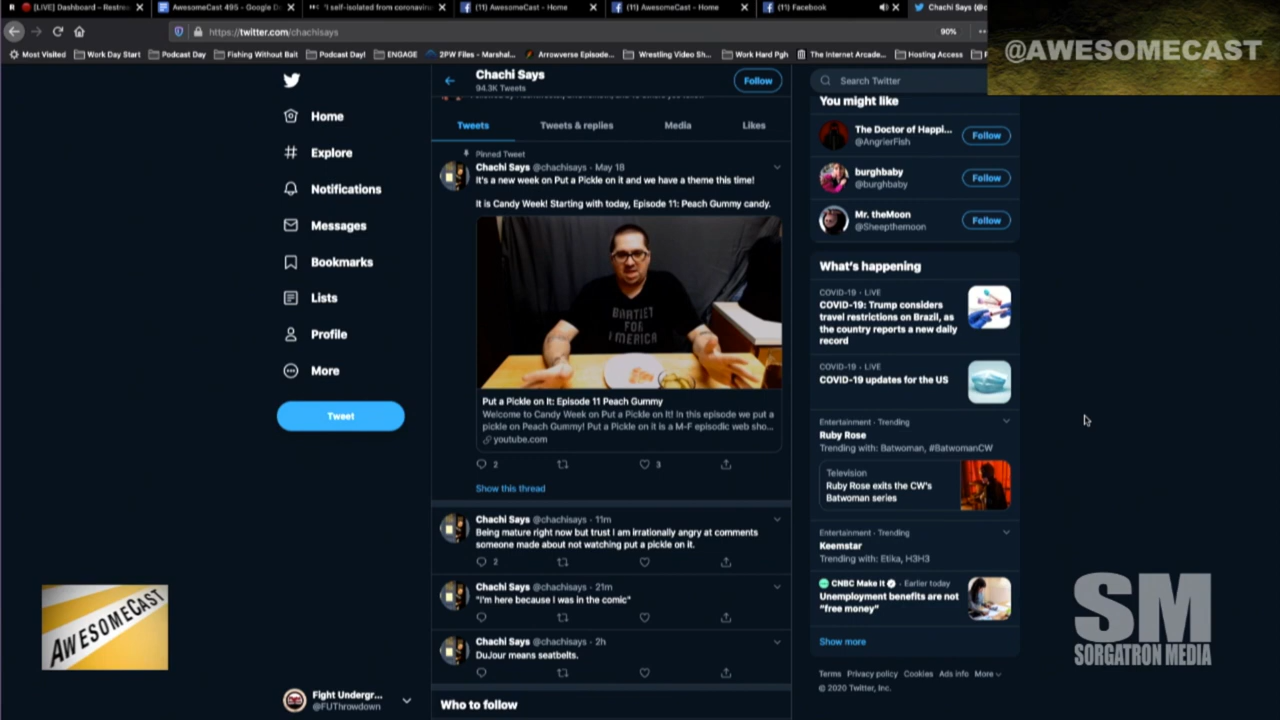 [LIVE] Dashboard - Restre
AwesomeCast 495 - Google D
"I self-isolated from coronaviru
(11) AwesomeCast - Home
(11) AwesomeCast - Home
(11) Facebook
Chachi Says (@c
https://twitter.com/chachisays
90%
Most Visited
Work Day Start
Podcast Day
Fishing Without Bait
Podcast Day!
ENGAGE
2PW Films - Marshal...
Arrowverse Episode...
Wrestling Video Sh...
Work Hard Pgh
The Internet Arcade...
Hosting Access
@AWESOMECAST
Home
Explore
Notifications
Messages
Bookmarks
Lists
Profile
More
Tweet
Fight Undergr...
@FUThrowdown
Chachi Says
94.3K Tweets
Follow
Tweets
Tweets & replies
Media
Likes
Pinned Tweet
Chachi Says @chachisays · May 18
It's a new week on Put a Pickle on it and we have a theme this time!
It is Candy Week! Starting with today, Episode 11: Peach Gummy candy.
BARTLET
FOR
AMERICA
Put a Pickle on It: Episode 11 Peach Gummy
Welcome to Candy Week on Put a Pickle on It! In this episode we put a
pickle on Peach Gummy! Put a Pickle on it is a M-F episodic web sho...
youtube.com
2
3
Show this thread
Chachi Says @chachisays · 11m
Being mature right now but trust I am irrationally angry at comments
someone made about not watching put a pickle on it.
2
Chachi Says @chachisays · 21m
"I'm here because I was in the comic"
Chachi Says @chachisays · 2h
DuJour means seatbelts.
Who to follow
Search Twitter
You might like
The Doctor of Happi...
@AngrierFish
Follow
burghbaby
@burghbaby
Follow
Mr. theMoon
@Sheepthemoon
Follow
What's happening
COVID-19 · LIVE
COVID-19: Trump considers
travel restrictions on Brazil, as
the country reports a new daily
record
COVID-19 · LIVE
COVID-19 updates for the US
Entertainment · Trending
Ruby Rose
Trending with: Batwoman, #BatwomanCW
Television
Ruby Rose exits the CW's
Batwoman series
Entertainment · Trending
Keemstar
Trending with: Etika, H3H3
CNBC Make It · Earlier today
Unemployment benefits are not
"free money"
Show more
Terms Privacy policy Cookies Ads info More
© 2020 Twitter, Inc.
AWESOMECAST
SM
SORGATRON MEDIA